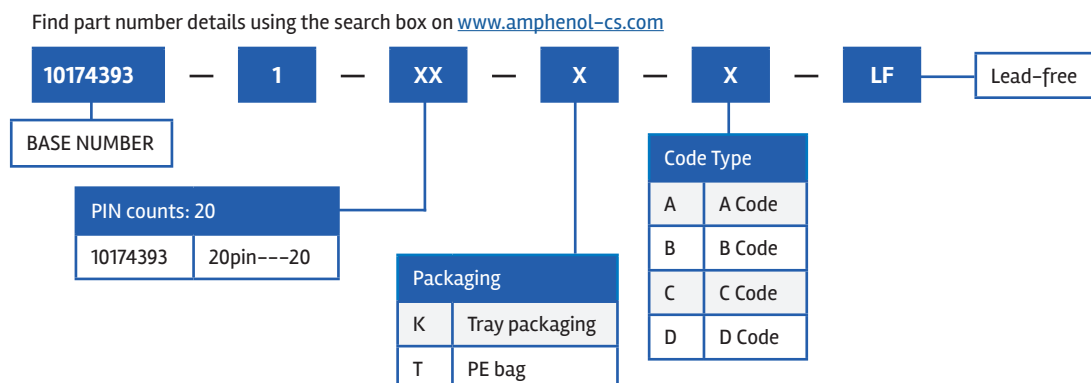 Find part number details using the search box on www.amphenol-cs.com
10174393 — 1 — XX — X — X — LF Lead-free
BASE NUMBER
Code Type
A A Code
B B Code
C C Code
D D Code
PIN counts: 20
10174393 20pin---20
Packaging
K Tray packaging
T PE bag